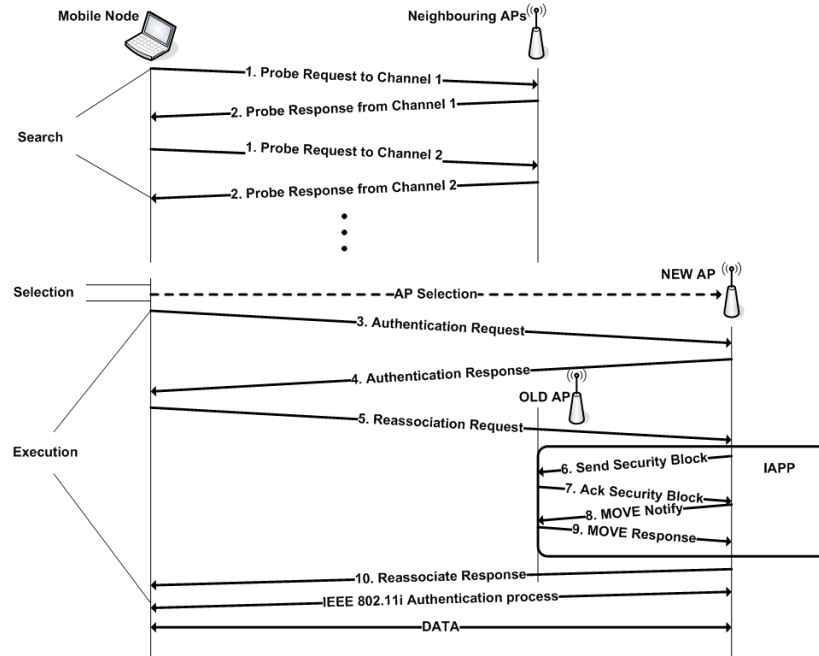 Mobile Node
Neighbouring APs
1. Probe Request to Channel 1
2. Probe Response from Channel 1
Search
1. Probe Request to Channel 2
2. Probe Response from Channel 2
NEW AP
Selection
AP Selection
3. Authentication Request
4. Authentication Response
OLD AP
5. Reassociation Request
Execution
6. Send Security Block
IAPP
7. Ack Security Block
8. MOVE Notify
9. MOVE Response
10. Reassociate Response
IEEE 802.11i Authentication process
DATA